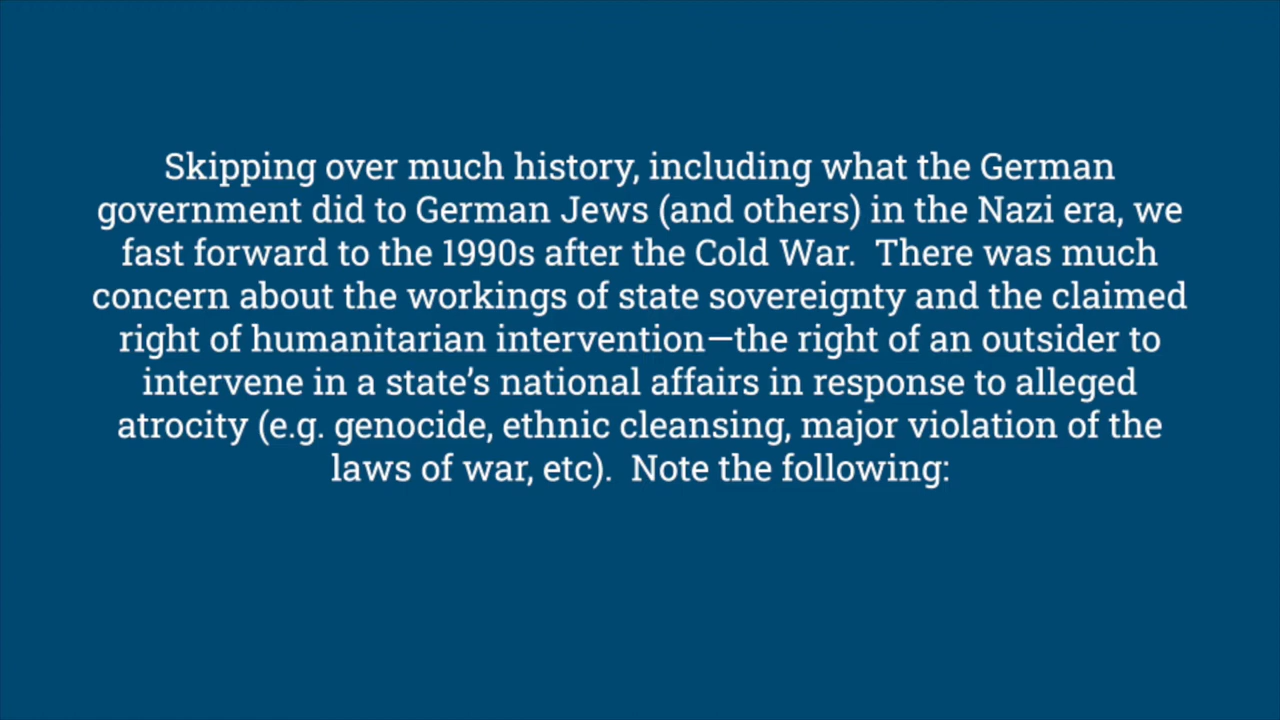 Skipping over much history, including what the German
government did to German Jews (and others) in the Nazi era, we
fast forward to the 1990s after the Cold War.  There was much
concern about the workings of state sovereignty and the claimed
right of humanitarian intervention—the right of an outsider to
intervene in a state’s national affairs in response to alleged
atrocity (e.g. genocide, ethnic cleansing, major violation of the
laws of war, etc).  Note the following: